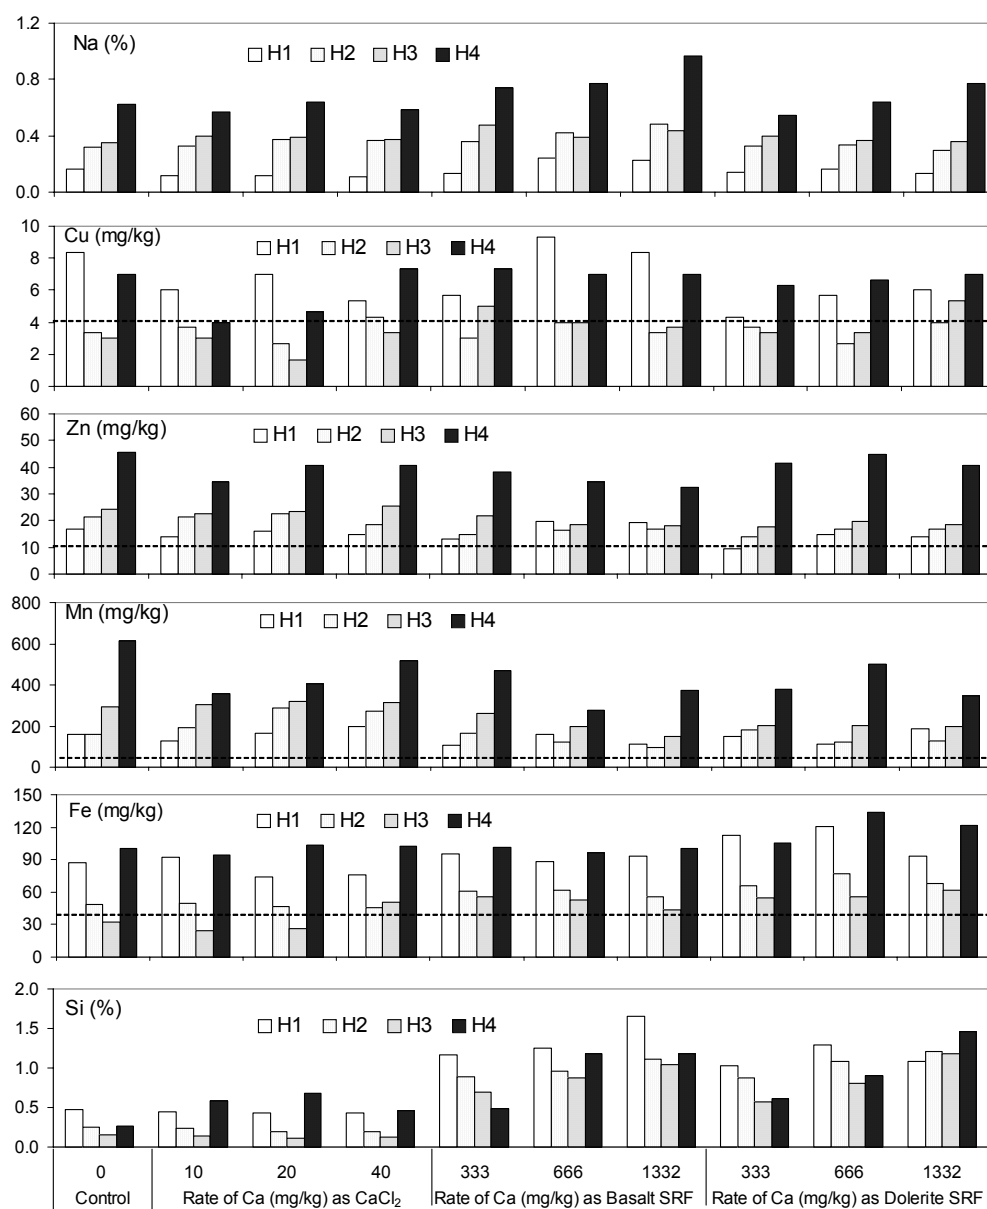 1.2
Na (%)
H1 H2 H3 H4
0.8
0.4
0.0
10
Cu (mg/kg)
H1 H2 H3 H4
8
6
4
2
0
60
Zn (mg/kg)
H1 H2 H3 H4
50
40
30
20
10
0
800
Mn (mg/kg)
H1 H2 H3 H4
600
400
200
0
150
Fe (mg/kg)
H1 H2 H3 H4
120
90
60
30
0
2.0
Si (%)
H1 H2 H3 H4
1.5
1.0
0.5
0.0
0 10 20 40 333 666 1332 333 666 1332
Control Rate of Ca (mg/kg) as CaCl₂ Rate of Ca (mg/kg) as Basalt SRF Rate of Ca (mg/kg) as Dolerite SRF